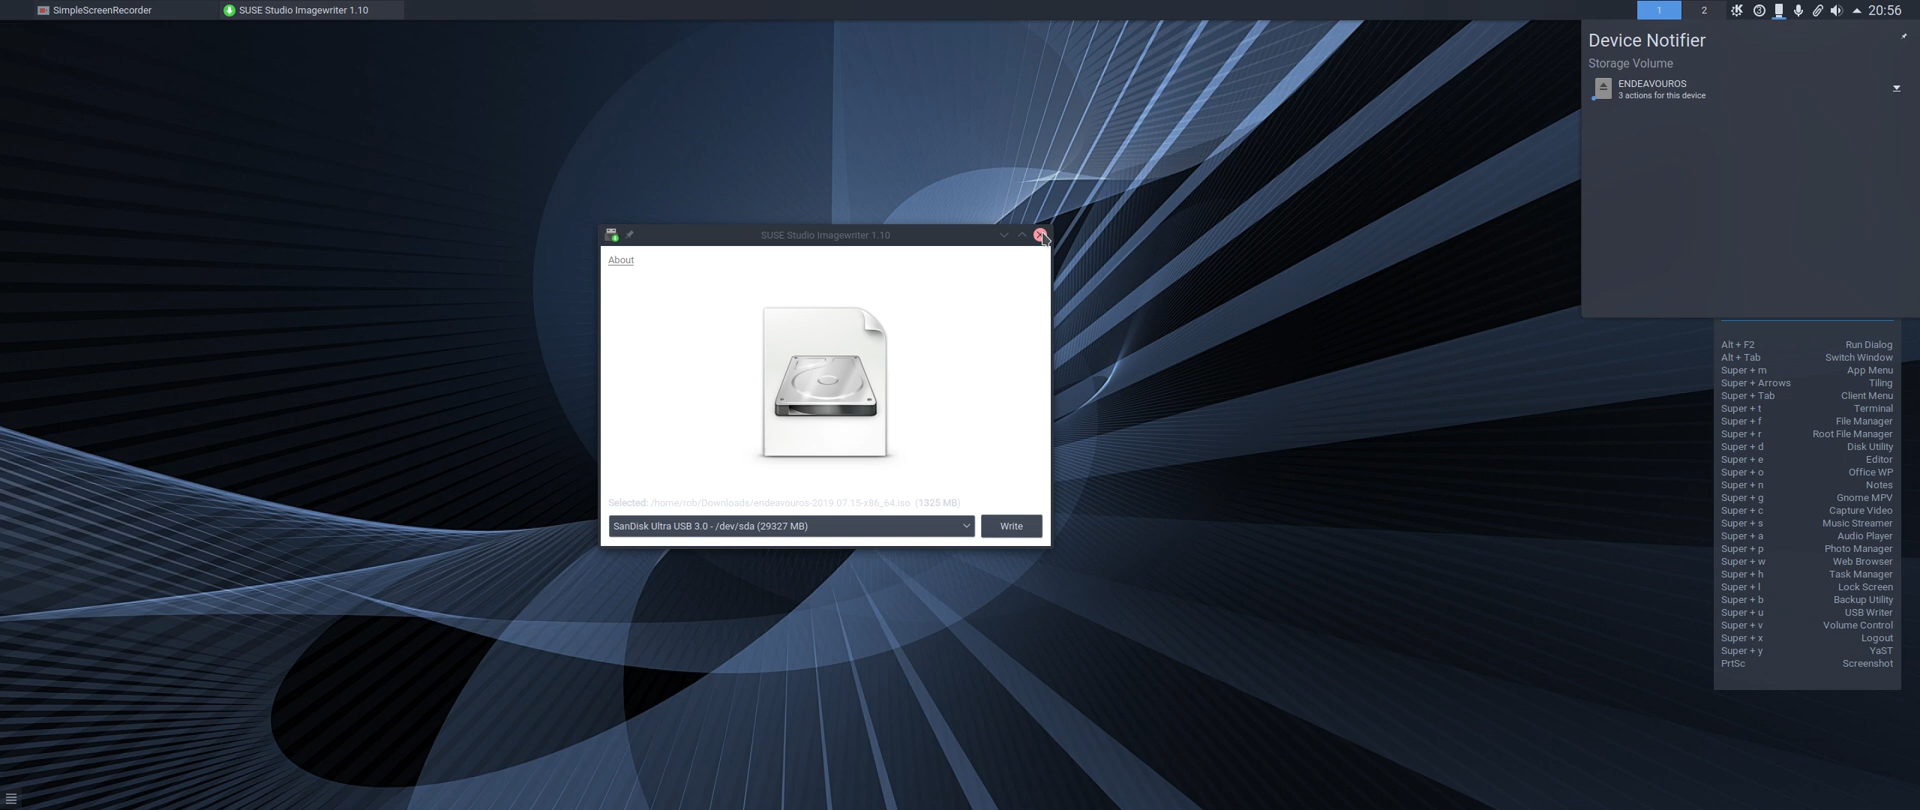 SimpleScreenRecorder
SUSE Studio Imagewriter 1.10
1
2
3
20:56
Device Notifier
Storage Volume
ENDEAVOUROS
3 actions for this device
SUSE Studio Imagewriter 1.10
About
Selected: /home/rob/Downloads/endeavouros-2019.07.15-x86_64.iso (1325 MB)
SanDisk Ultra USB 3.0 - /dev/sda (29327 MB)
Write
Alt + F2 Run Dialog
Alt + Tab Switch Window
Super + m App Menu
Super + Arrows Tiling
Super + Tab Client Menu
Super + t Terminal
Super + f File Manager
Super + r Root File Manager
Super + d Disk Utility
Super + e Editor
Super + o Office WP
Super + n Notes
Super + g Gnome MPV
Super + c Capture Video
Super + s Music Streamer
Super + a Audio Player
Super + p Photo Manager
Super + w Web Browser
Super + h Task Manager
Super + l Lock Screen
Super + b Backup Utility
Super + u USB Writer
Super + v Volume Control
Super + x Logout
Super + y YaST
PrtSc Screenshot